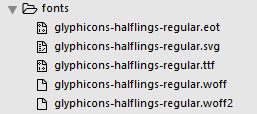 fonts
glyphicons-halflings-regular.eot
glyphicons-halflings-regular.svg
glyphicons-halflings-regular.ttf
glyphicons-halflings-regular.woff
glyphicons-halflings-regular.woff2